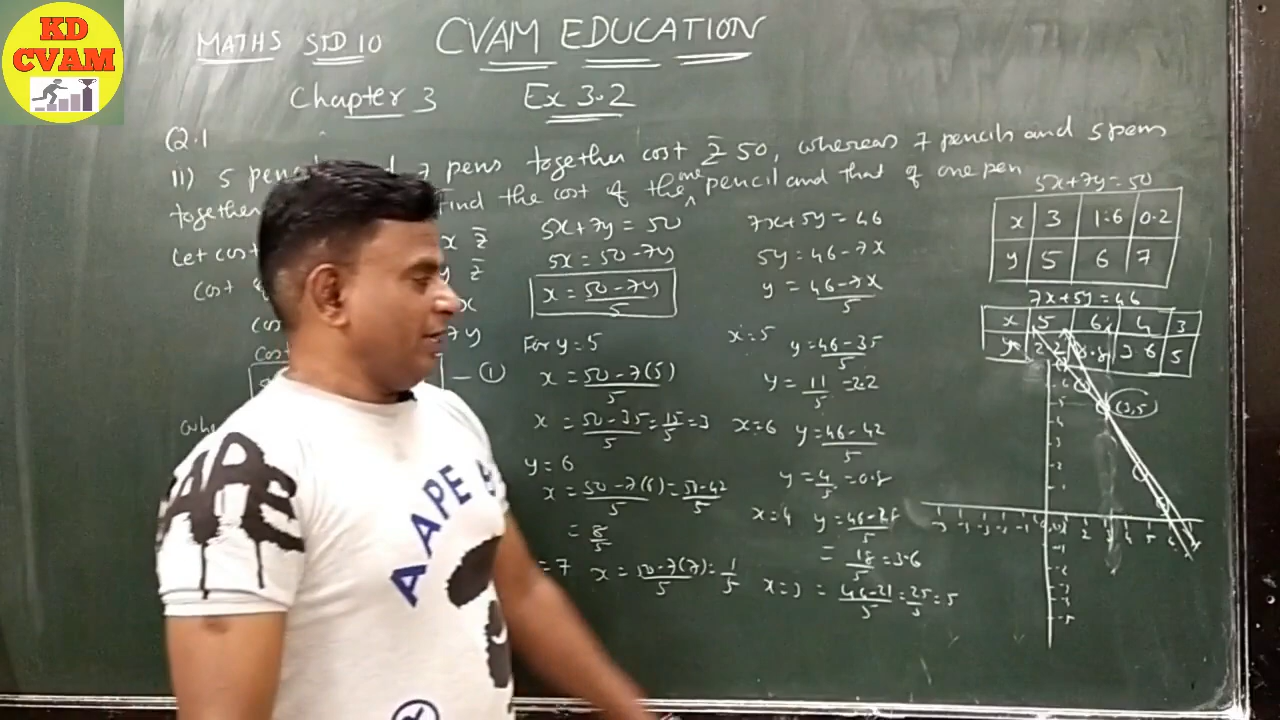 KD
CVAM
MATHS STD 10 CVAM EDUCATION
Chapter 3 Ex 3.2
Q.1
II) 5 pens together cost ₹ 50, whereas 7 pencils and 5 pens
together Find the cost of the one pencil and that of one pen
Let cost x ₹
cost y ₹
x
7y
— ①
5x+7y = 50
5x = 50-7y
x = 50-7y/5
For y = 5
x = 50-7(5)/5
x = 50-35/5 = 15/5 = 3
y = 6
x = 50-7(6)/5 = 50-42/5
= 8/5
= 7 x = 50-7(7)/5 = 1/5
7x+5y = 46
5y = 46-7x
y = 46-7x/5
x = 5 y = 46-35/5
y = 11/5 = 2.2
x = 6 y = 46-42/5
y = 4/5 = 0.8
x = 4 y = 46-28/5
= 18/5 = 3.6
x = 3 = 46-21/5 = 25/5 = 5
5x+7y = 50
x 3 1.6 0.2
y 5 6 7
7x+5y = 46
x 5 6 4 3
y 2.2 0.8 3.6 5
(3,5)
APE
A APE